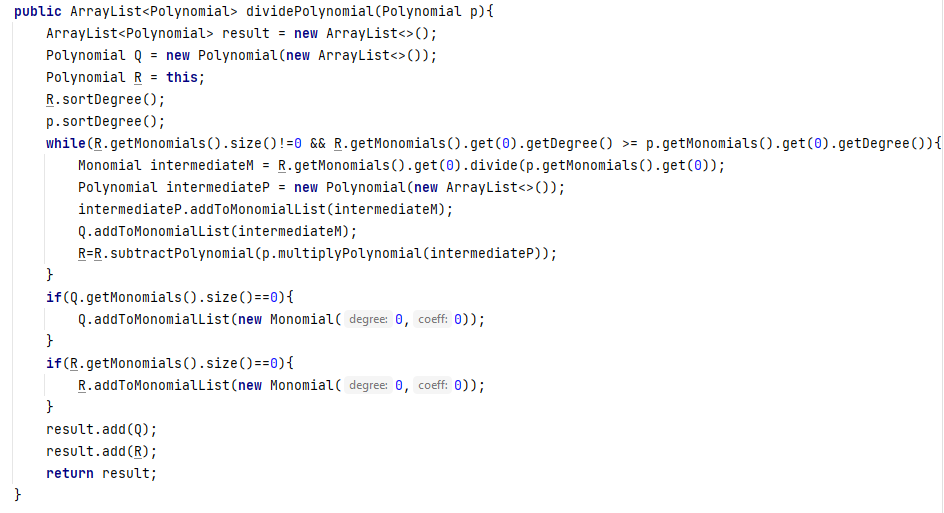 public ArrayList<Polynomial> dividePolynomial(Polynomial p){
    ArrayList<Polynomial> result = new ArrayList<>();
    Polynomial Q = new Polynomial(new ArrayList<>());
    Polynomial R = this;
    R.sortDegree();
    p.sortDegree();
    while(R.getMonomials().size()!=0 && R.getMonomials().get(0).getDegree() >= p.getMonomials().get(0).getDegree()){
        Monomial intermediateM = R.getMonomials().get(0).divide(p.getMonomials().get(0));
        Polynomial intermediateP = new Polynomial(new ArrayList<>());
        intermediateP.addToMonomialList(intermediateM);
        Q.addToMonomialList(intermediateM);
        R=R.subtractPolynomial(p.multiplyPolynomial(intermediateP));
    }
    if(Q.getMonomials().size()==0){
        Q.addToMonomialList(new Monomial( degree: 0, coeff: 0));
    }
    if(R.getMonomials().size()==0){
        R.addToMonomialList(new Monomial( degree: 0, coeff: 0));
    }
    result.add(Q);
    result.add(R);
    return result;
}